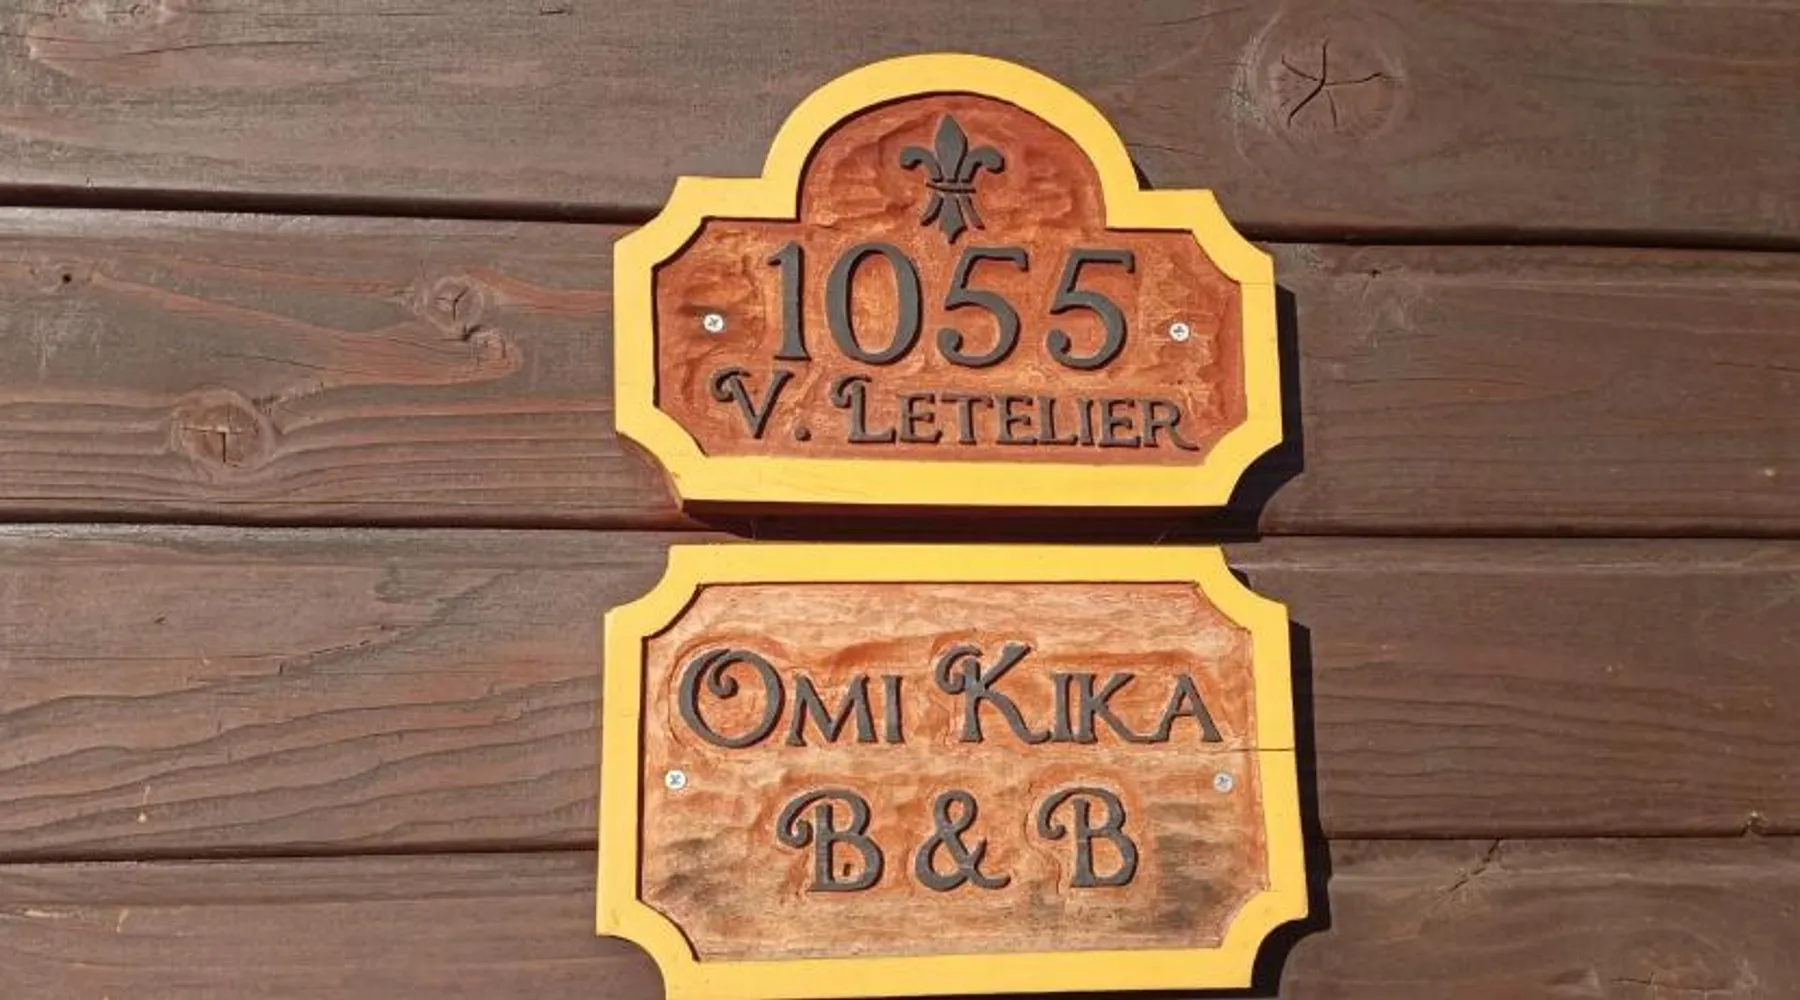 1055
V. LETELIER
OMI KIKA
B & B